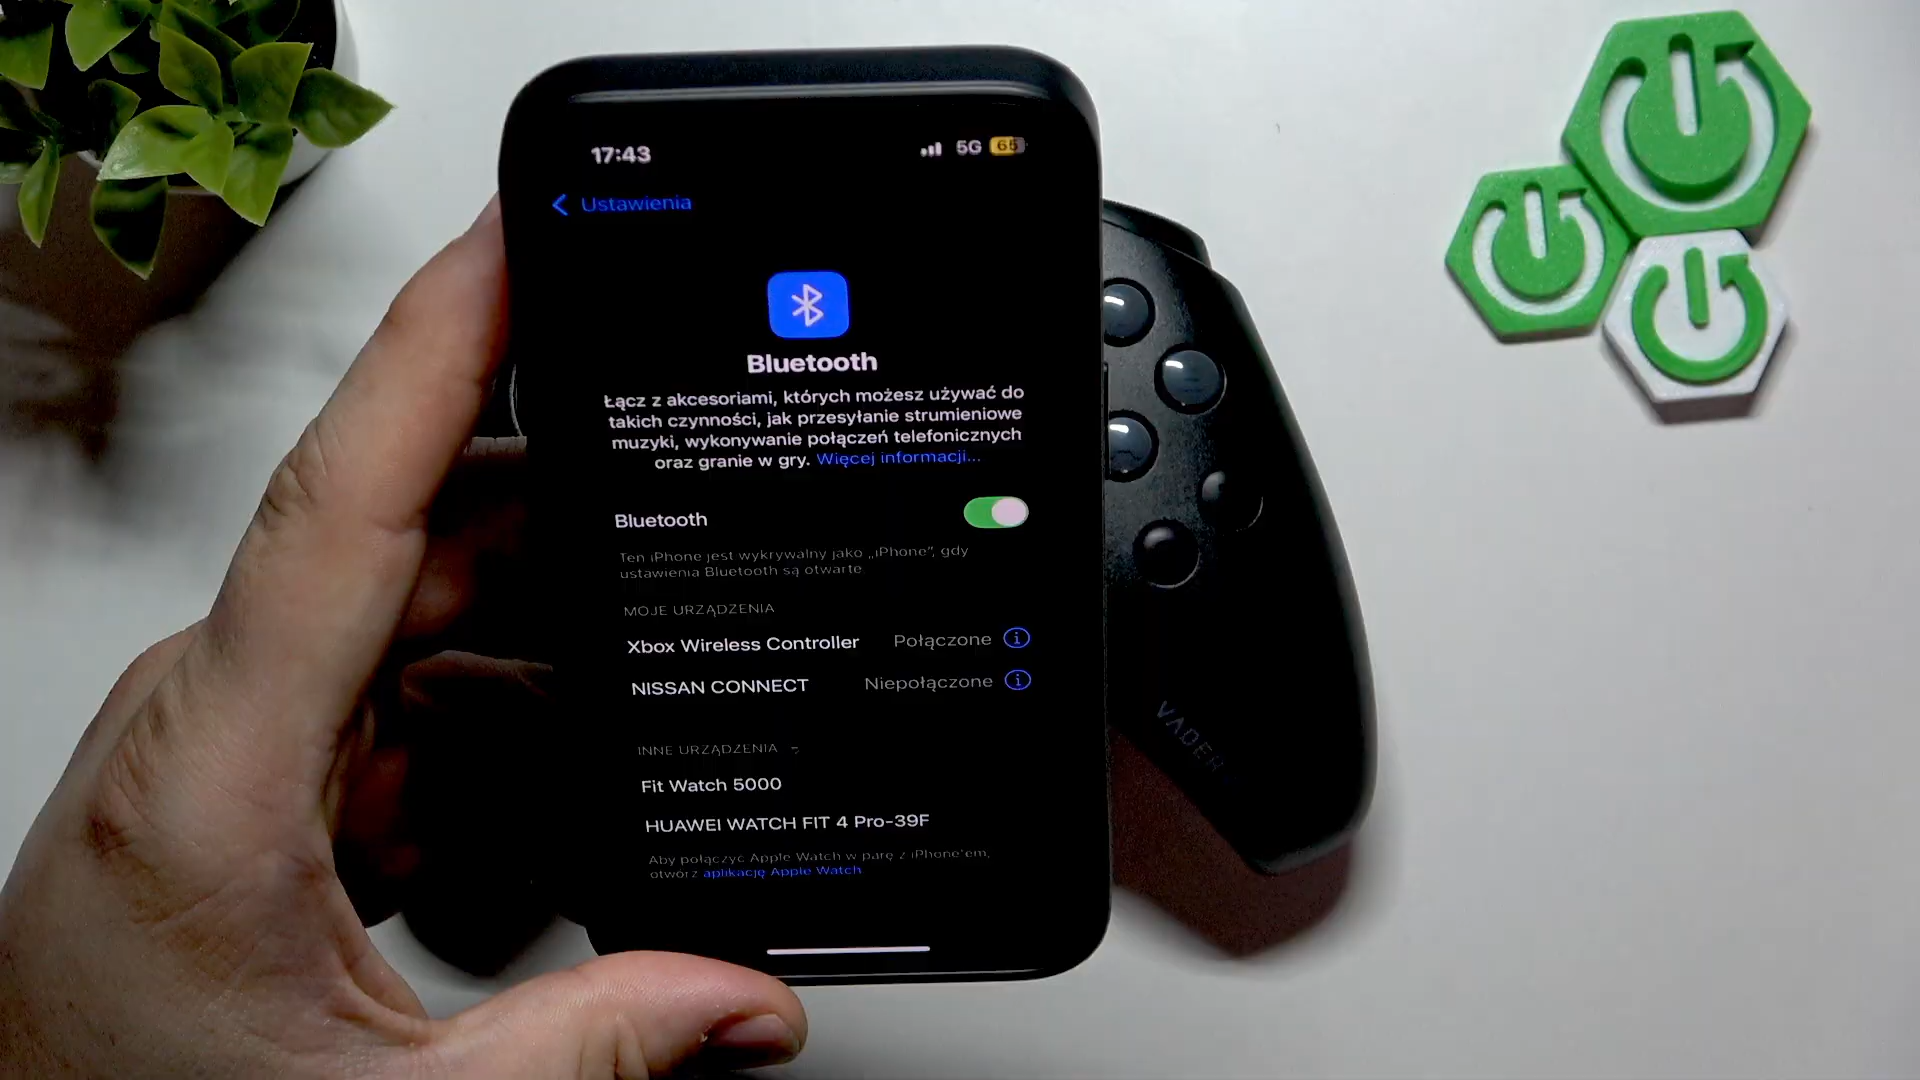 17:43
5G 65
Ustawienia
Bluetooth
Łącz z akcesoriami, których możesz używać do
takich czynności, jak przesyłanie strumieniowe
muzyki, wykonywanie połączeń telefonicznych
oraz granie w gry. Więcej informacji...
Bluetooth
Ten iPhone jest wykrywalny jako „iPhone”, gdy
ustawienia Bluetooth są otwarte.
MOJE URZĄDZENIA
Xbox Wireless Controller Połączone
NISSAN CONNECT Niepołączone
INNE URZĄDZENIA
Fit Watch 5000
HUAWEI WATCH FIT 4 Pro-39F
Aby połączyć Apple Watch w parę z iPhone'em,
otwórz aplikację Apple Watch
VADER